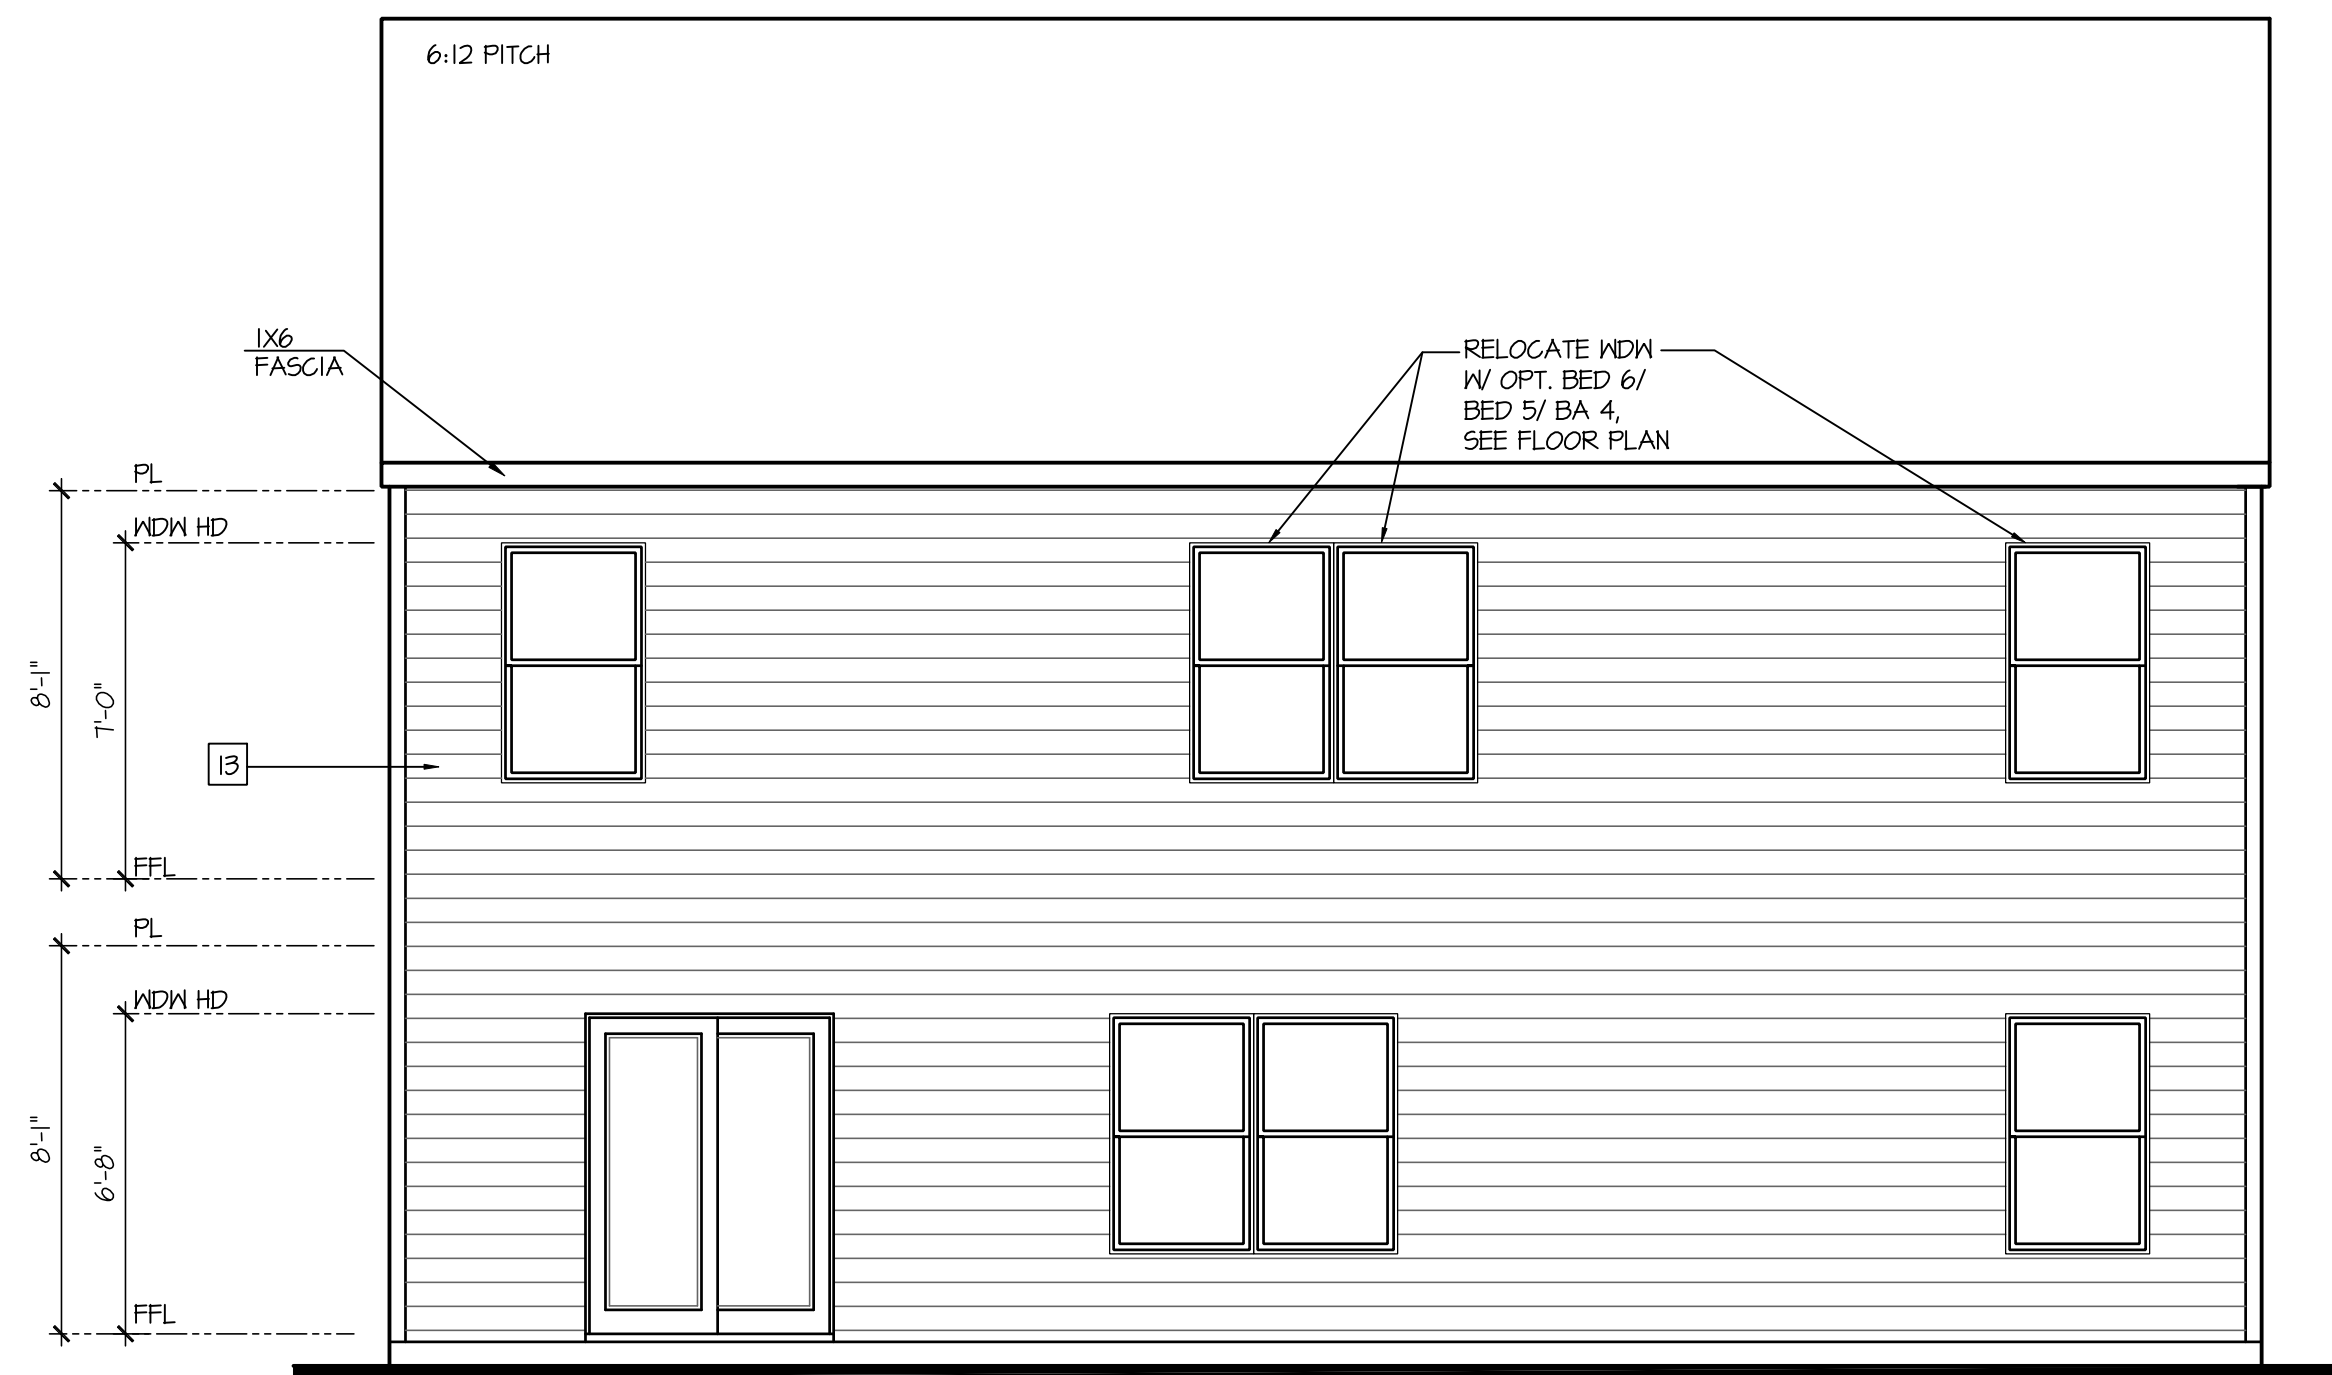 6:12 PITCH
1X6
FASCIA
RELOCATE WDW
W/ OPT. BED 6/
BED 5/ BA 4,
SEE FLOOR PLAN
PL
WDW HD
8'-1"
7'-0"
13
FFL
PL
WDW HD
8'-1"
6'-8"
FFL